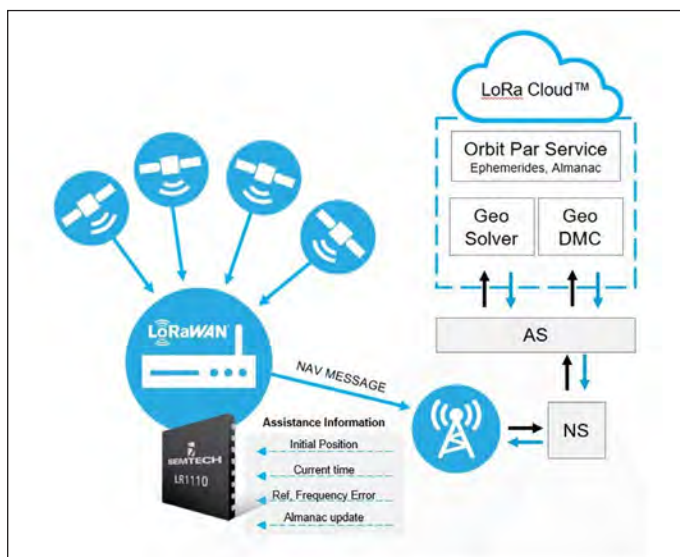 LoRa Cloud™
Orbit Par Service
Ephemerides, Almanac
Geo
Solver
Geo
DMC
AS
NS
LoRaWAN®
NAV MESSAGE
Assistance Information
Initial Position
Current time
Ref, Frequency Error
Almanac update
SEMTECH
LR1110